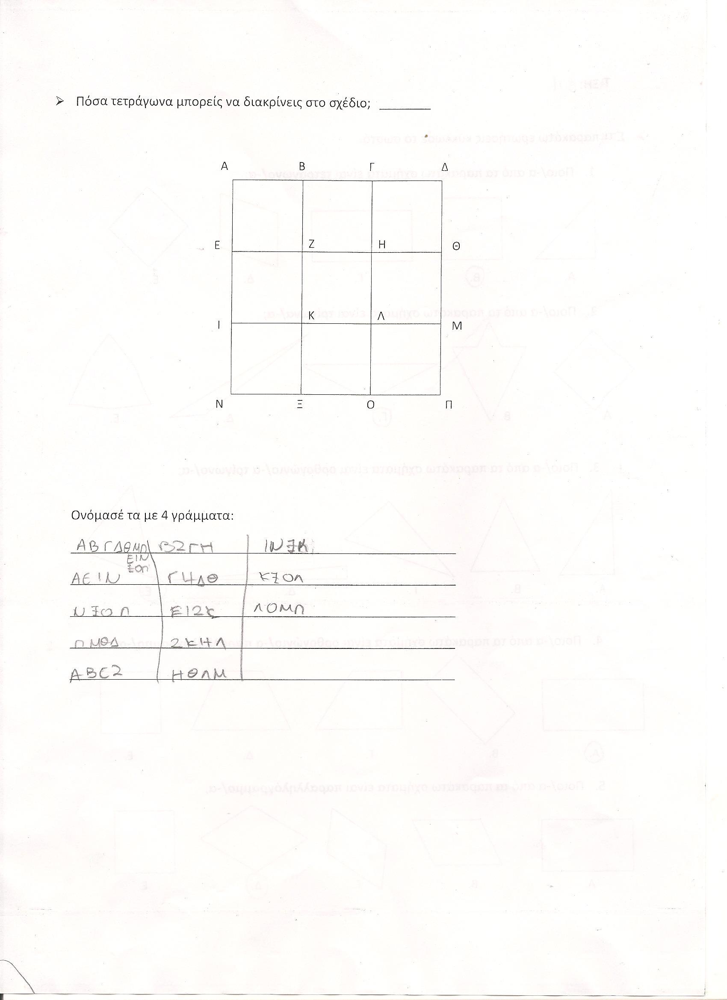 ➤ Πόσα τετράγωνα μπορείς να διακρίνεις στο σχέδιο; _______
Α Β Γ Δ
Ε Ζ Η Θ
Ι Κ Λ Μ
Ν Ξ Ο Π
Ονόμασέ τα με 4 γράμματα:
ΑΒΓΔΘΜΠ ΒΖΓΗ ΙΝΞΚ
ΕΙΝ
ΞΟΠ
ΑΕΙΝ ΓΗΔΘ ΚΞΟΛ
ΝΞΟΠ ΕΙΖΚ ΛΟΜΠ
ΠΜΘΔ ΖΚΗΛ
ΑΒΕΖ ΗΘΛΜ